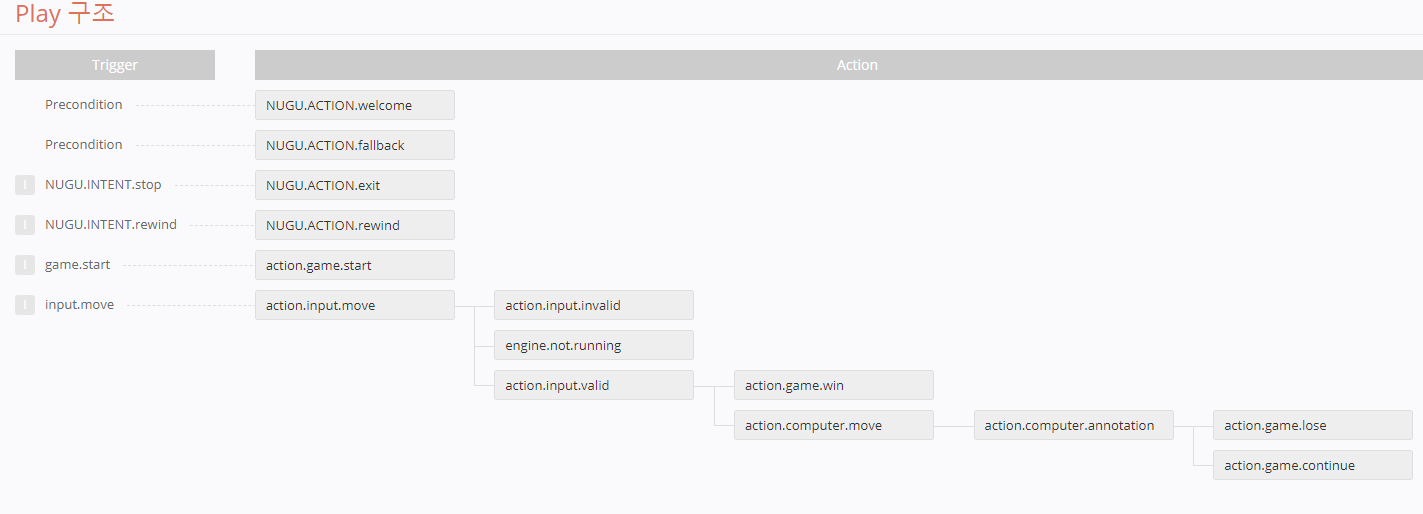 Play 구조
Trigger Action
Precondition NUGU.ACTION.welcome
Precondition NUGU.ACTION.fallback
I NUGU.INTENT.stop NUGU.ACTION.exit
I NUGU.INTENT.rewind NUGU.ACTION.rewind
I game.start action.game.start
I input.move action.input.move action.input.invalid
engine.not.running
action.input.valid action.game.win
action.computer.move action.computer.annotation action.game.lose
action.game.continue